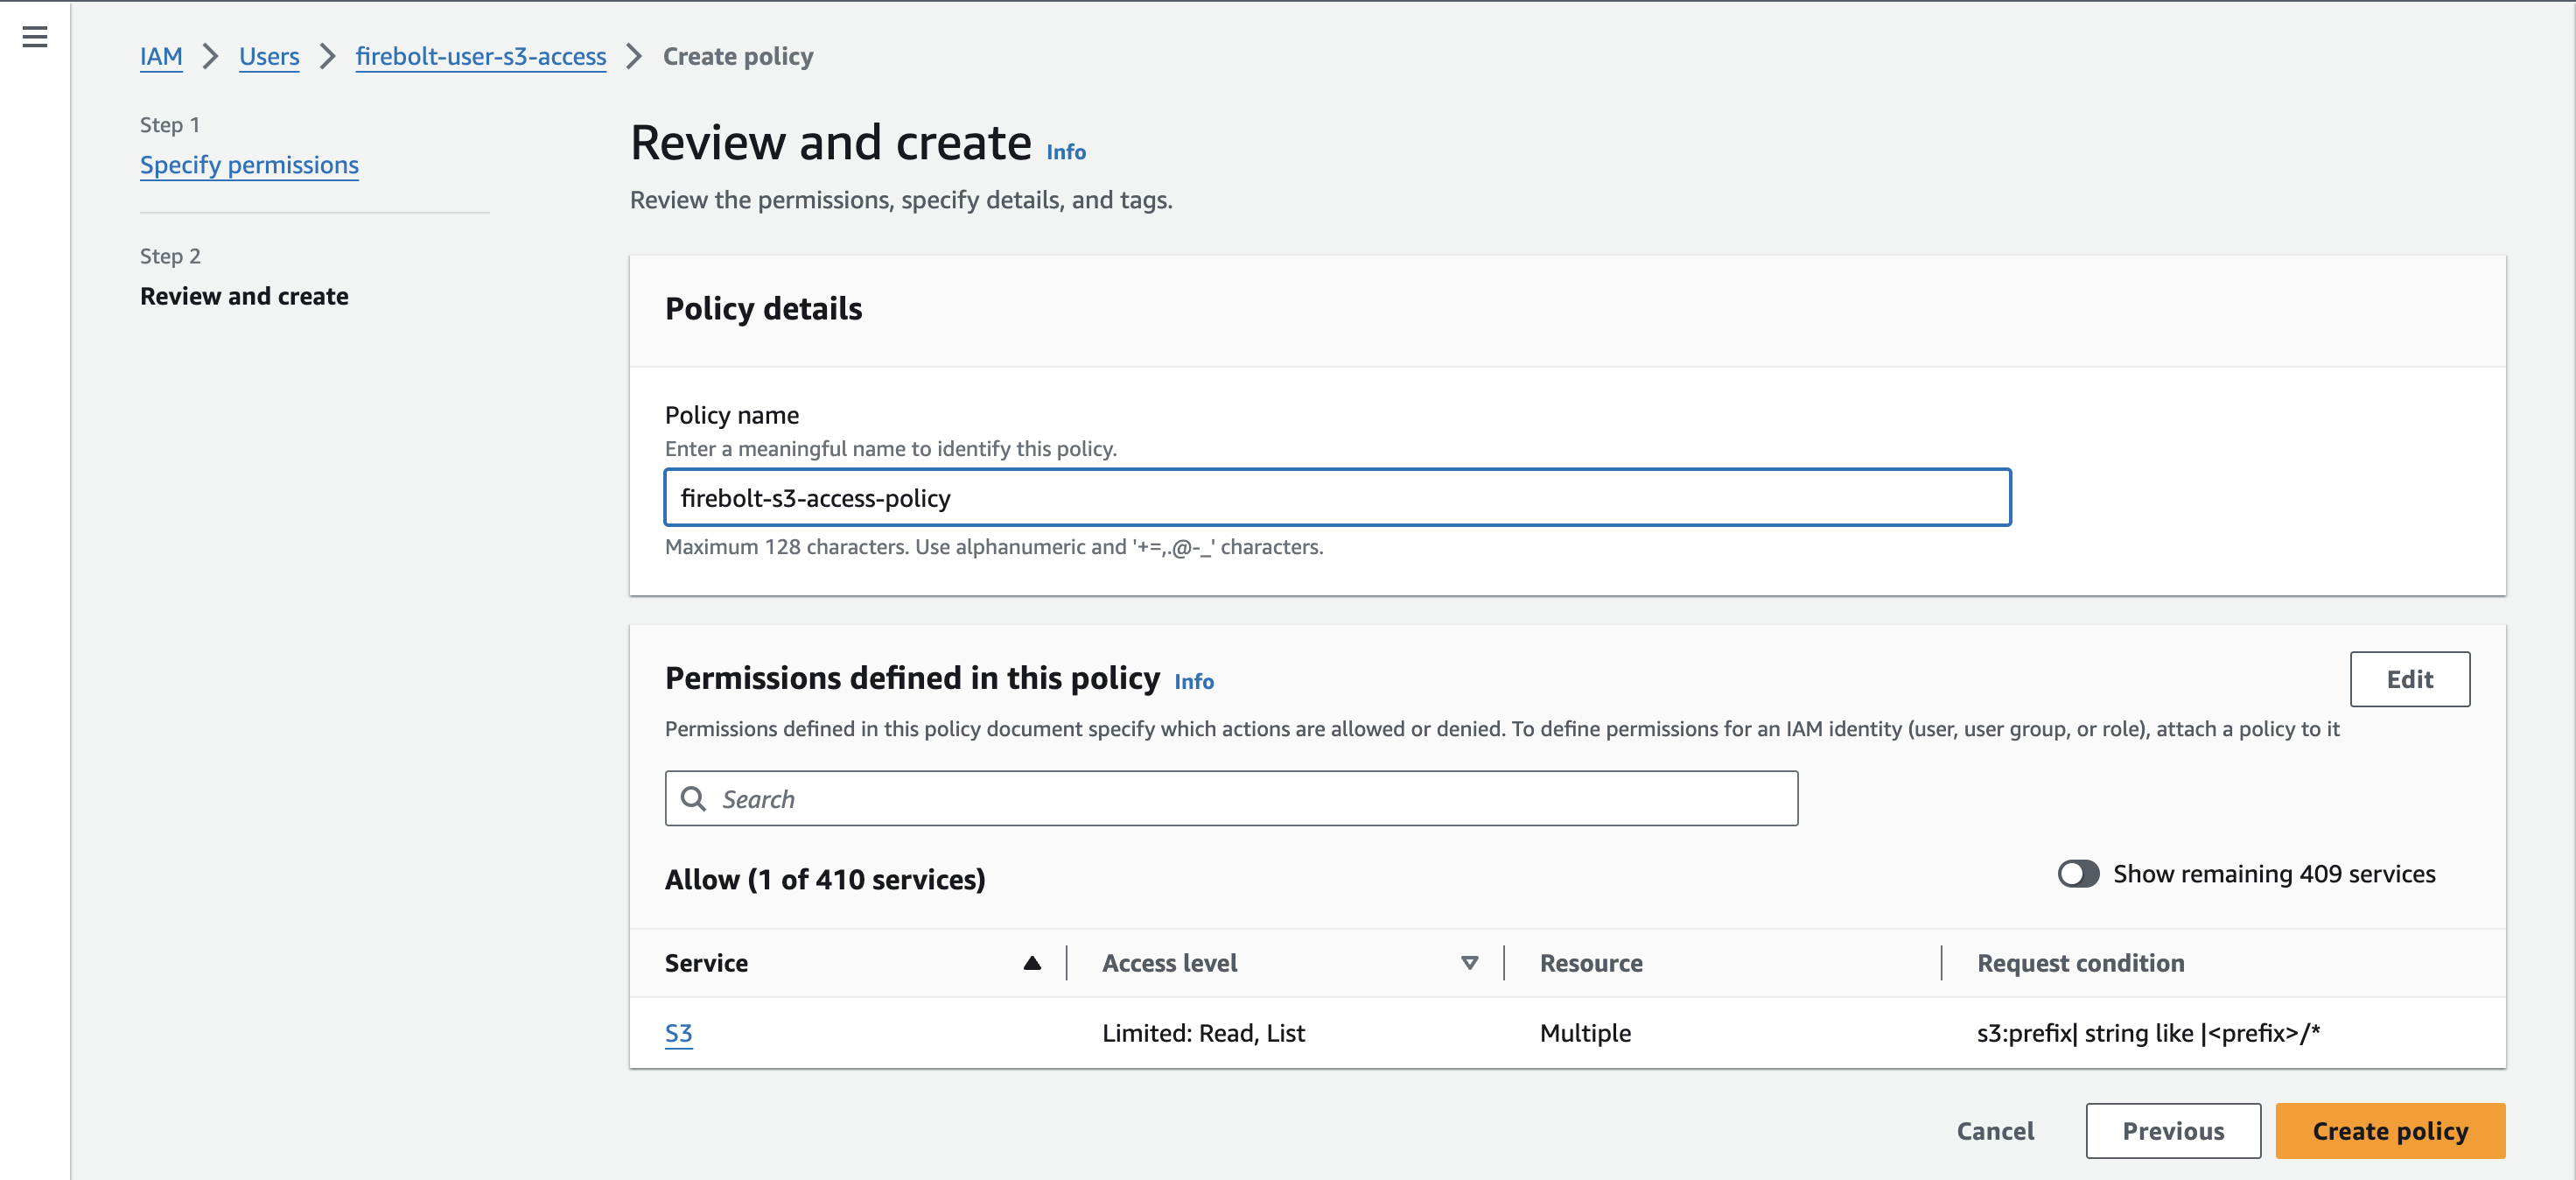 IAM > Users > firebolt-user-s3-access > Create policy
Step 1
Specify permissions
Step 2
Review and create
Review and create Info
Review the permissions, specify details, and tags.
Policy details
Policy name
Enter a meaningful name to identify this policy.
firebolt-s3-access-policy
Maximum 128 characters. Use alphanumeric and '+=,.@-_' characters.
Permissions defined in this policy Info
Edit
Permissions defined in this policy document specify which actions are allowed or denied. To define permissions for an IAM identity (user, user group, or role), attach a policy to it
Search
Allow (1 of 410 services)
Show remaining 409 services
Service Access level Resource Request condition
S3 Limited: Read, List Multiple s3:prefix| string like |<prefix>/*
Cancel Previous Create policy